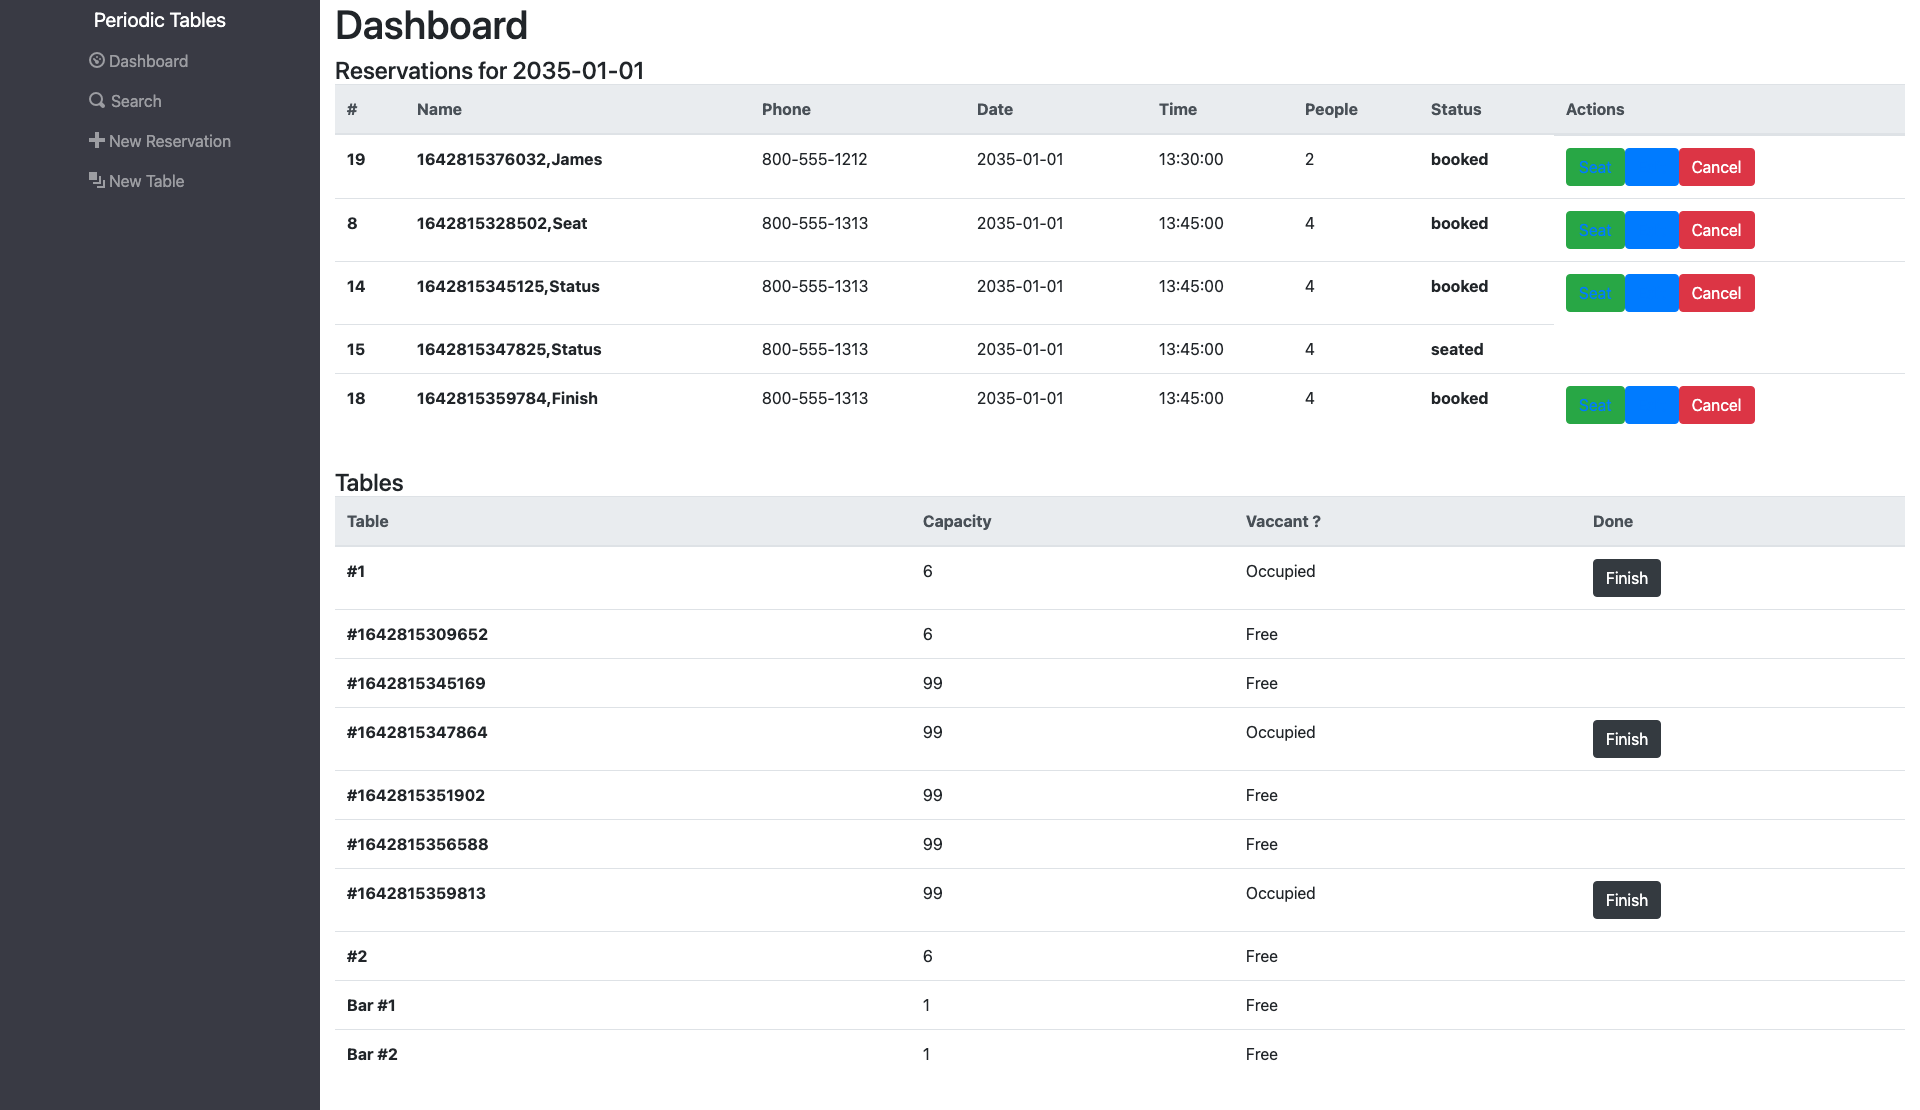 Periodic Tables
Dashboard
Search
New Reservation
New Table
Dashboard
Reservations for 2035-01-01
# Name Phone Date Time People Status Actions
19 1642815376032,James 800-555-1212 2035-01-01 13:30:00 2 booked Seat Cancel
8 1642815328502,Seat 800-555-1313 2035-01-01 13:45:00 4 booked Seat Cancel
14 1642815345125,Status 800-555-1313 2035-01-01 13:45:00 4 booked Seat Cancel
15 1642815347825,Status 800-555-1313 2035-01-01 13:45:00 4 seated
18 1642815359784,Finish 800-555-1313 2035-01-01 13:45:00 4 booked Seat Cancel
Tables
Table Capacity Vaccant ? Done
#1 6 Occupied Finish
#1642815309652 6 Free
#1642815345169 99 Free
#1642815347864 99 Occupied Finish
#1642815351902 99 Free
#1642815356588 99 Free
#1642815359813 99 Occupied Finish
#2 6 Free
Bar #1 1 Free
Bar #2 1 Free